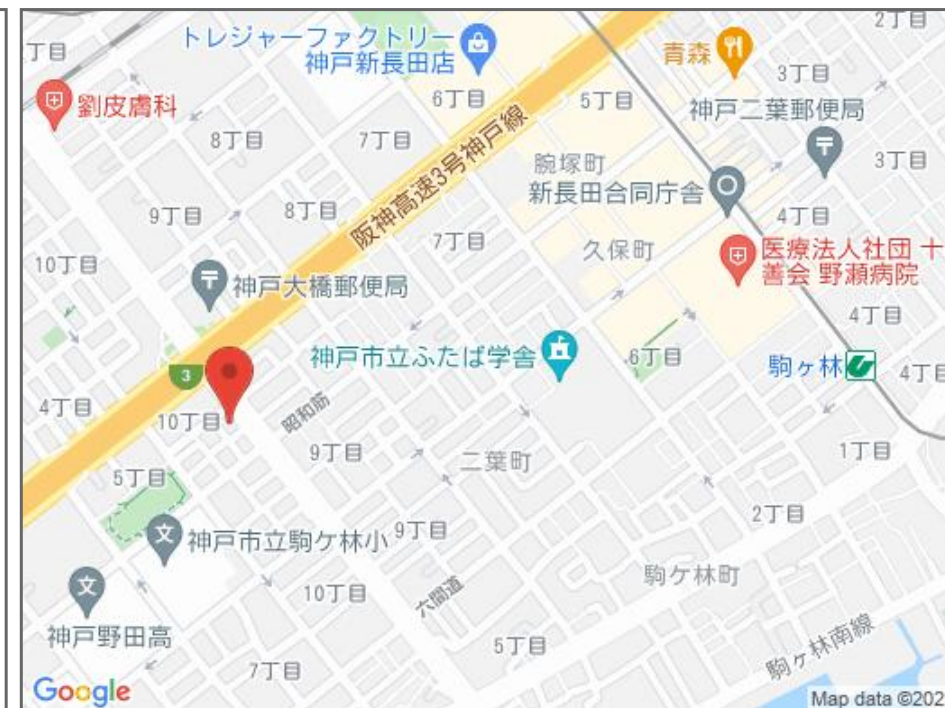 2丁目
丁目
トレジャーファクトリー
神戸新長田店
青森
3丁目
劉皮膚科
6丁目
5丁目
神戸二葉郵便局
8丁目
7丁目
阪神高速3号神戸線
腕塚町
3丁目
新長田合同庁舎
9丁目
8丁目
4丁目
7丁目
久保町
医療法人社団 十
善会 野瀬病院
10丁目
神戸大橋郵便局
4丁目
神戸市立ふたば学舎
6丁目
駒ヶ林
4丁目
3
4丁目
10丁目
昭和筋
9丁目
二葉町
1丁目
5丁目
2丁目
文
神戸市立駒ケ林小
9丁目
文
駒ケ林町
10丁目
六間道
神戸野田高
5丁目
駒ヶ林南線
7丁目
Google
Map data ©202